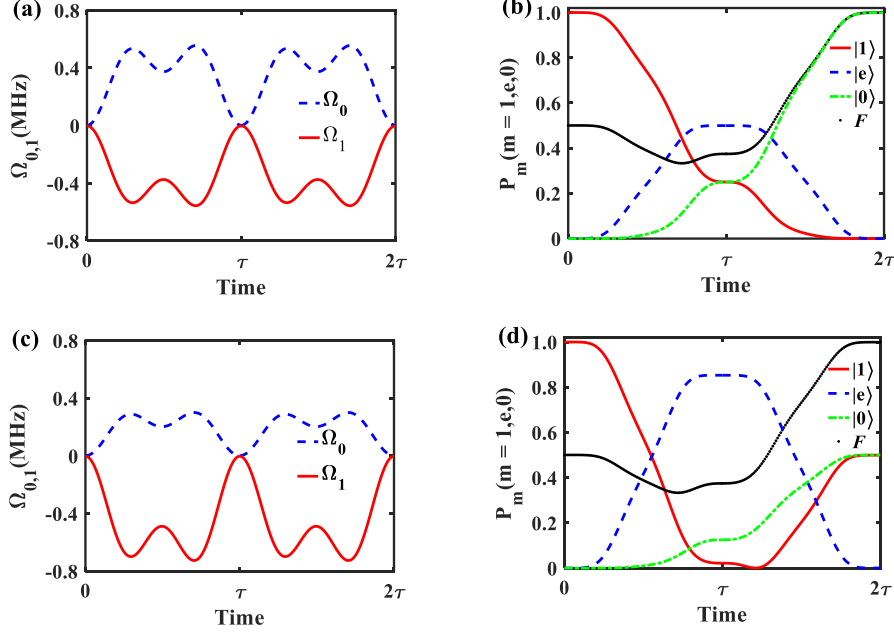 (a)
Ω0,1(MHz)
0.8
0.4
0
-0.4
-0.8
Ω0
Ω1
0
τ
2τ
Time
(b)
Pm(m = 1,e,0)
1.0
0.8
0.6
0.4
0.2
0
|1⟩
|e⟩
|0⟩
F
0
τ
2τ
Time
(c)
Ω0,1(MHz)
0.8
0.4
0
-0.4
-0.8
Ω0
Ω1
0
τ
2τ
Time
(d)
Pm(m = 1,e,0)
1.0
0.8
0.6
0.4
0.2
0
|1⟩
|e⟩
|0⟩
F
0
τ
2τ
Time